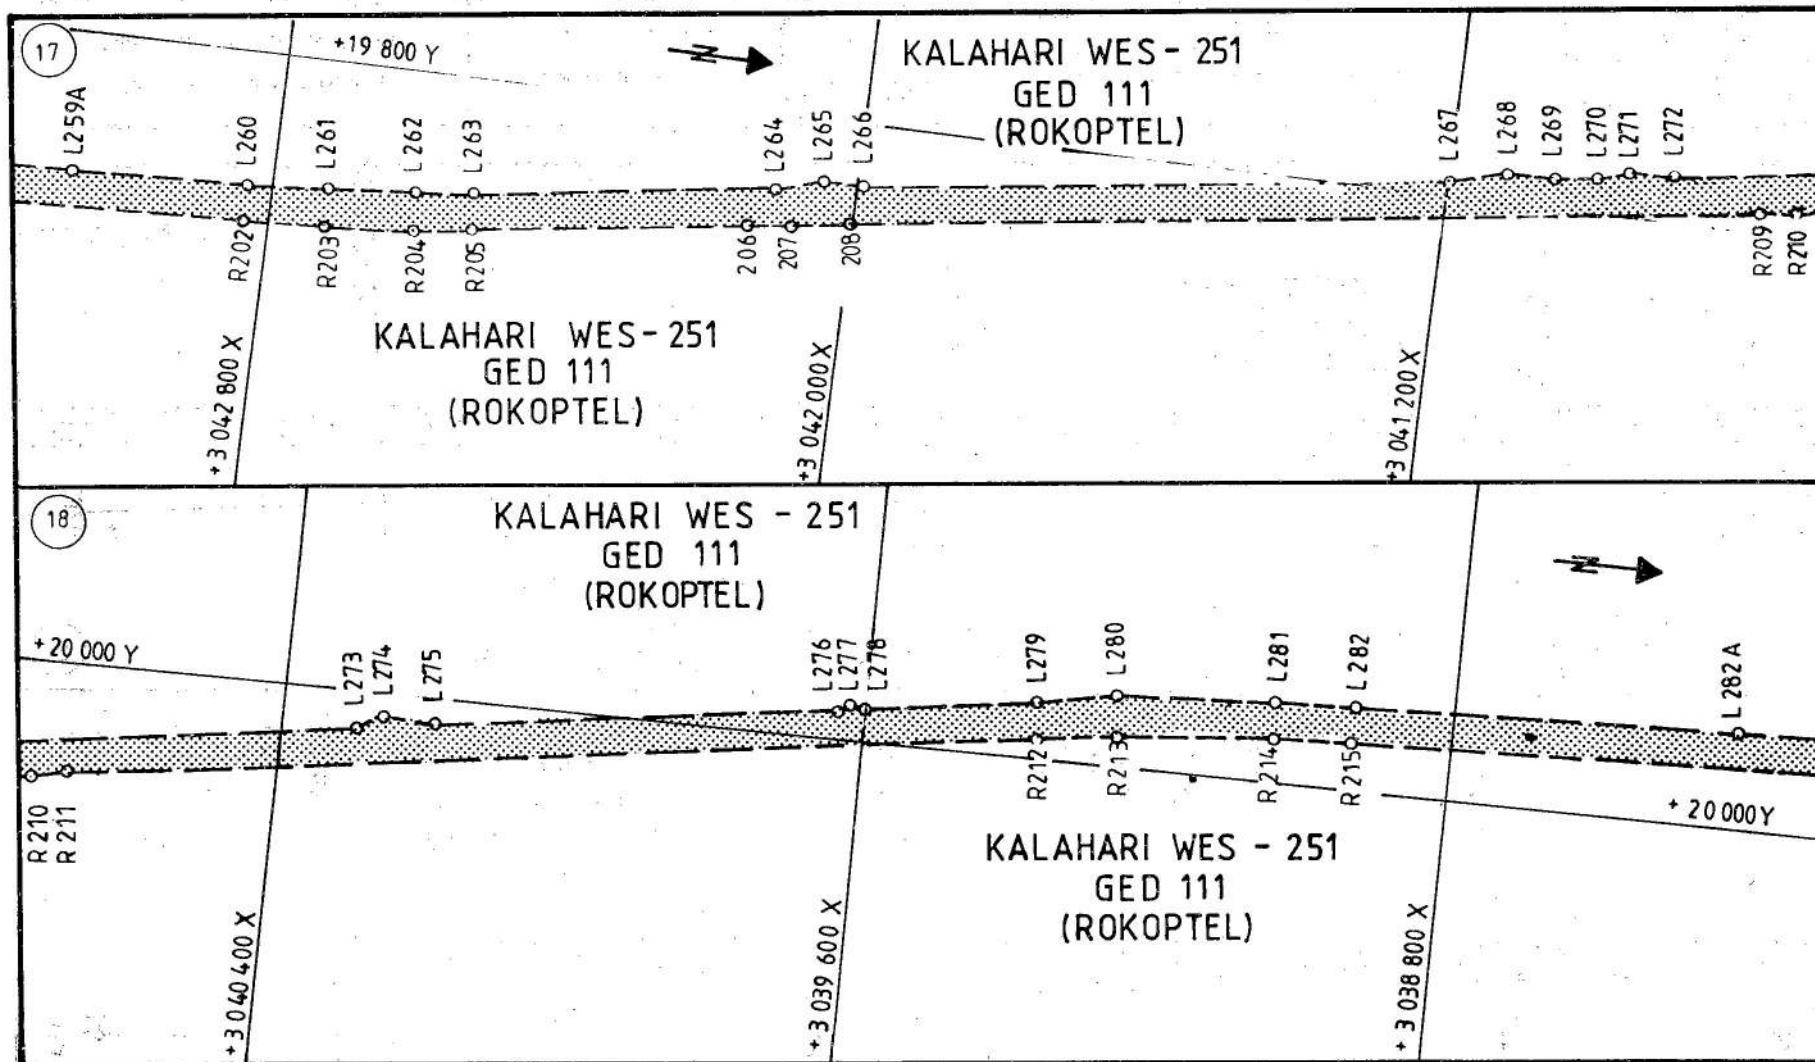 17
+19 800 Y
N
KALAHARI WES - 251
GED 111
(ROKOPTEL)
L259A
L260
L261
L262
L263
L264
L265
L266
L267
L268
L269
L270
L271
L272
R202
R203
R204
R205
206
207
208
R209
R210
KALAHARI WES - 251
GED 111
(ROKOPTEL)
+3 042 800 X
+3 042 000 X
+3 041 200 X
18
KALAHARI WES - 251
GED 111
(ROKOPTEL)
N
+20 000 Y
L273
L274
L275
L276
L277
L278
L279
L280
L281
L282
L282A
R210
R211
R212
R213
R214
R215
+ 20 000 Y
KALAHARI WES - 251
GED 111
(ROKOPTEL)
+3 040 400 X
+ 3 039 600 X
+ 3 038 800 X